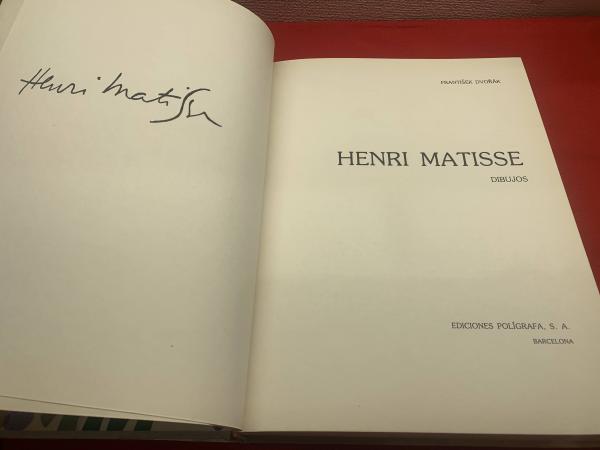 Henri Matisse
FRANTIŠEK DVOŘÁK
HENRI MATISSE
DIBUJOS
EDICIONES POLÍGRAFA, S. A.
BARCELONA